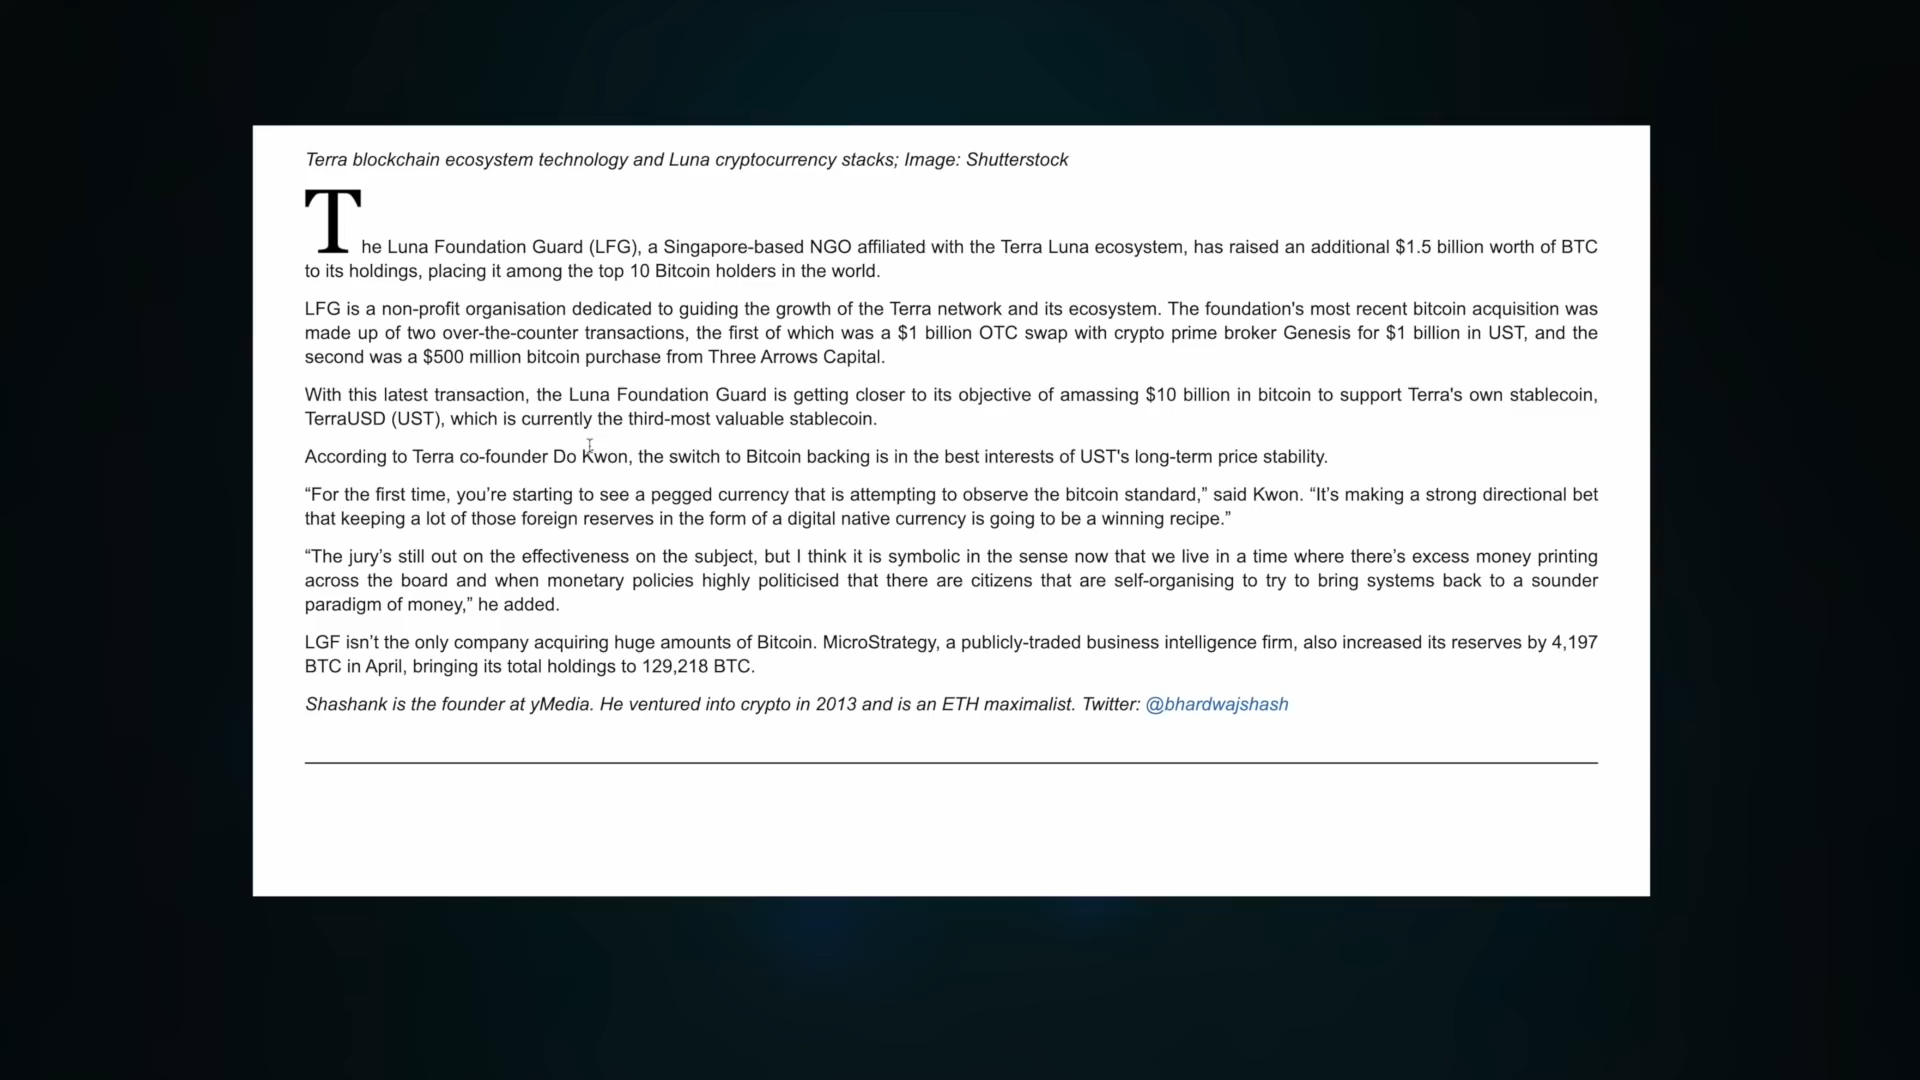 Terra blockchain ecosystem technology and Luna cryptocurrency stacks; Image: Shutterstock
The Luna Foundation Guard (LFG), a Singapore-based NGO affiliated with the Terra Luna ecosystem, has raised an additional $1.5 billion worth of BTC
to its holdings, placing it among the top 10 Bitcoin holders in the world.
LFG is a non-profit organisation dedicated to guiding the growth of the Terra network and its ecosystem. The foundation's most recent bitcoin acquisition was
made up of two over-the-counter transactions, the first of which was a $1 billion OTC swap with crypto prime broker Genesis for $1 billion in UST, and the
second was a $500 million bitcoin purchase from Three Arrows Capital.
With this latest transaction, the Luna Foundation Guard is getting closer to its objective of amassing $10 billion in bitcoin to support Terra's own stablecoin,
TerraUSD (UST), which is currently the third-most valuable stablecoin.
According to Terra co-founder Do Kwon, the switch to Bitcoin backing is in the best interests of UST's long-term price stability.
“For the first time, you’re starting to see a pegged currency that is attempting to observe the bitcoin standard,” said Kwon. “It’s making a strong directional bet
that keeping a lot of those foreign reserves in the form of a digital native currency is going to be a winning recipe.”
“The jury’s still out on the effectiveness on the subject, but I think it is symbolic in the sense now that we live in a time where there’s excess money printing
across the board and when monetary policies highly politicised that there are citizens that are self-organising to try to bring systems back to a sounder
paradigm of money,” he added.
LGF isn’t the only company acquiring huge amounts of Bitcoin. MicroStrategy, a publicly-traded business intelligence firm, also increased its reserves by 4,197
BTC in April, bringing its total holdings to 129,218 BTC.
Shashank is the founder at yMedia. He ventured into crypto in 2013 and is an ETH maximalist. Twitter: @bhardwajshash